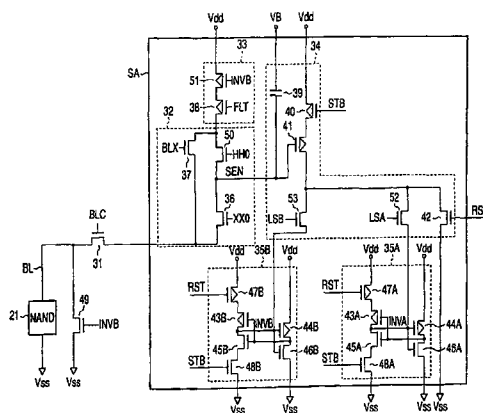 Vdd VB Vdd
SA 33 34
51 INVB
39
38 FLT 40 STB
32
50 41
BLX HH0
37 SEN
36 53 52
XX0 LSB LSA 42 RST
BLC
BL 31
35B Vdd 35A Vdd
Vdd Vdd
49 RST 47B RST 47A
21 NAND INVB 43B INVB 44B 43A INVA 44A
45B 46B 45A 46A
STB 48B STB 48A
Vss Vss Vss Vss Vss Vss Vss